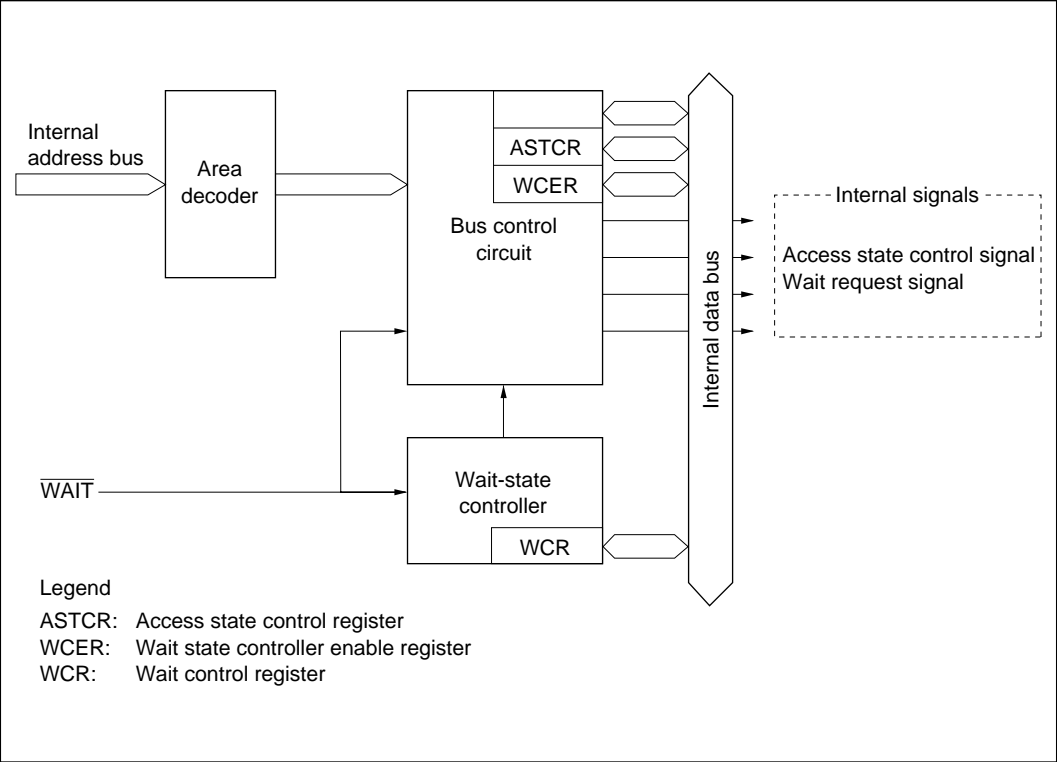 Internal
address bus
Area
decoder
ASTCR
WCER
Bus control
circuit
Internal data bus
Internal signals
Access state control signal
Wait request signal
WAIT
Wait-state
controller
WCR
Legend
ASTCR: Access state control register
WCER: Wait state controller enable register
WCR: Wait control register